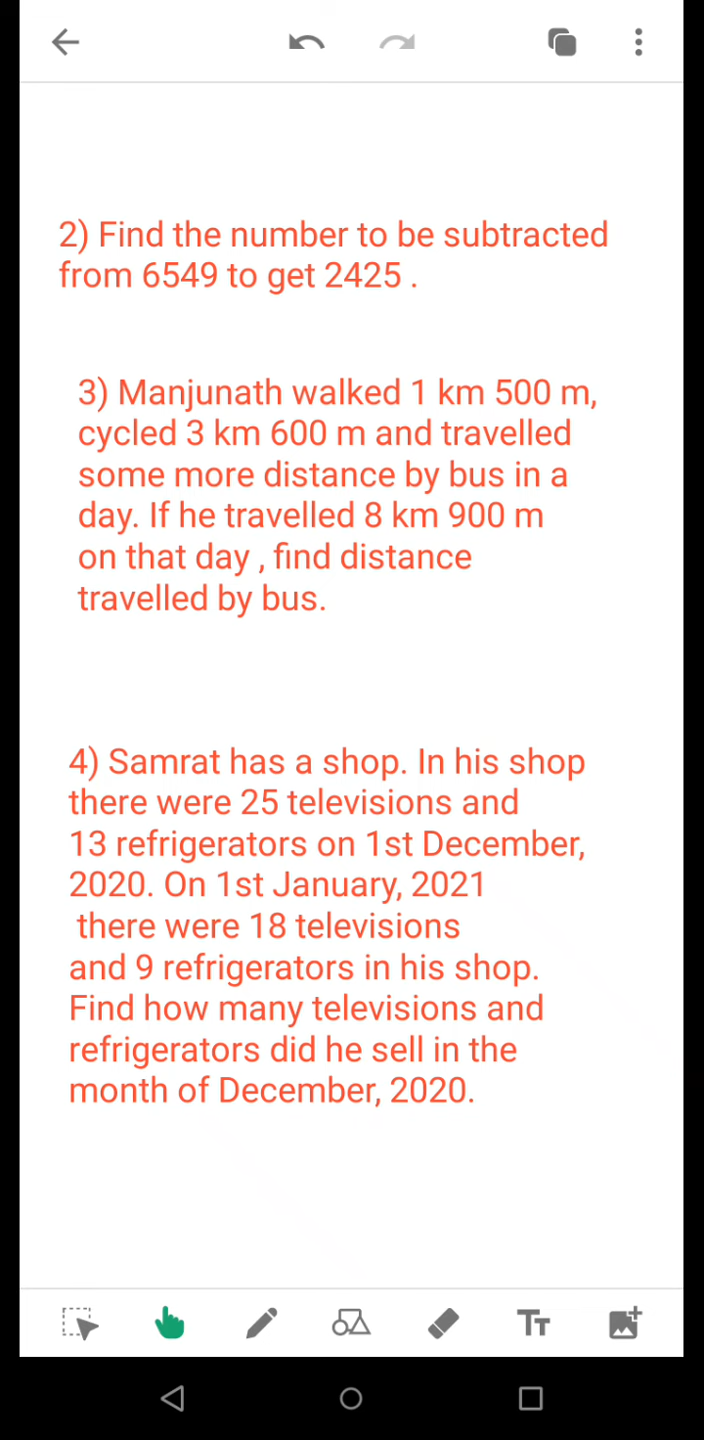 2) Find the number to be subtracted
from 6549 to get 2425 .
3) Manjunath walked 1 km 500 m,
cycled 3 km 600 m and travelled
some more distance by bus in a
day. If he travelled 8 km 900 m
on that day , find distance
travelled by bus.
4) Samrat has a shop. In his shop
there were 25 televisions and
13 refrigerators on 1st December,
2020. On 1st January, 2021
there were 18 televisions
and 9 refrigerators in his shop.
Find how many televisions and
refrigerators did he sell in the
month of December, 2020.
TT